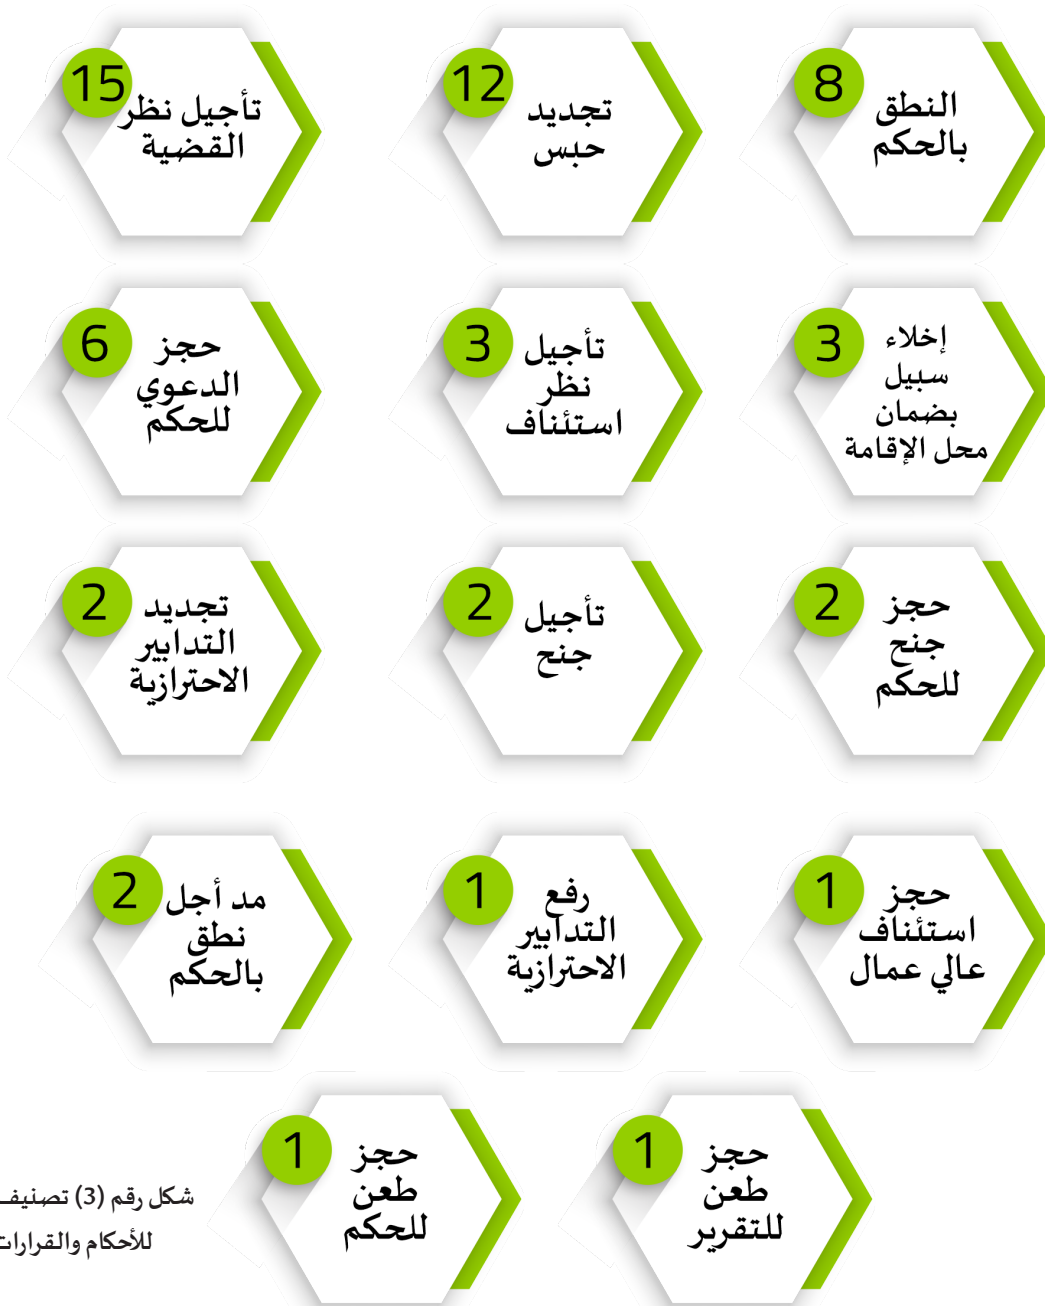 8
النطق
بالحكم
12
تجديد
حبس
15
تأجيل نظر
القضية
3
إخلاء
سبيل
بضمان
محل الإقامة
3
تأجيل
نظر
استئناف
6
حجز
الدعوي
للحكم
2
حجز
جنح
للحكم
2
تأجيل
جنح
2
تجديد
التدابير
الاحترازية
1
حجز
استئناف
عالي عمال
1
رفع
التدابير
الاحترازية
2
مد أجل
نطق
بالحكم
1
حجز
طعن
للتقرير
1
حجز
طعن
للحكم
شكل رقم (3) تصنيف
للأحكام والقرارات